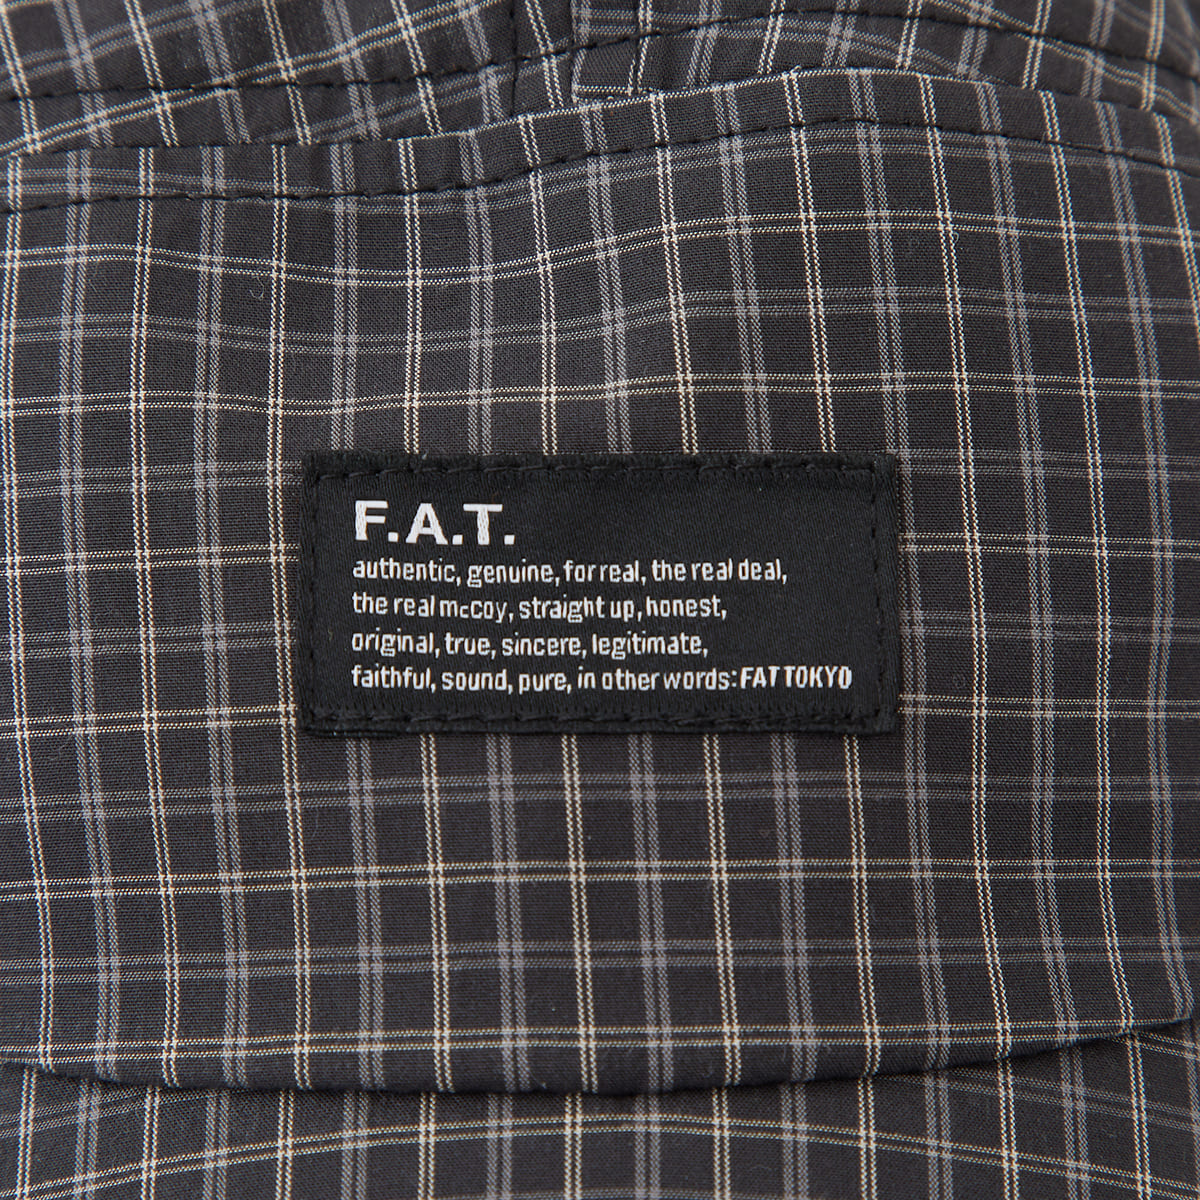 F.A.T.
authentic, genuine, for real, the real deal,
the real mcCoy, straight up, honest,
original, true, sincere, legitimate,
faithful, sound, pure, in other words: FAT TOKYO